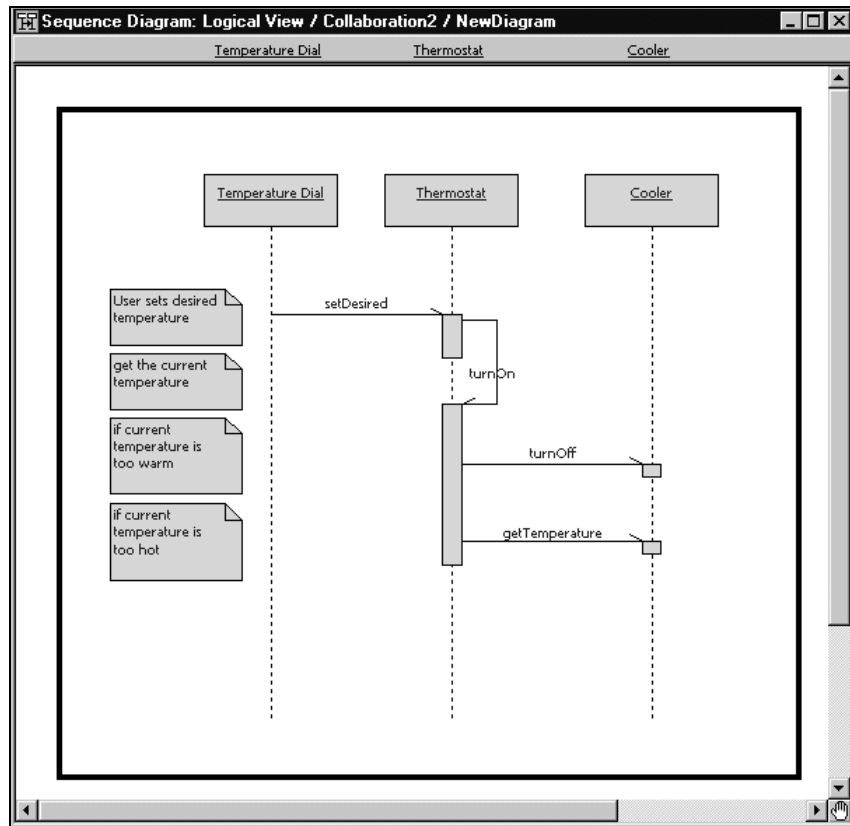 Sequence Diagram: Logical View / Collaboration2 / NewDiagram
Temperature Dial
Thermostat
Cooler
Temperature Dial
Thermostat
Cooler
User sets desired
temperature
setDesired
get the current
temperature
turnOn
if current
temperature is
too warm
turnOff
if current
temperature is
too hot
getTemperature